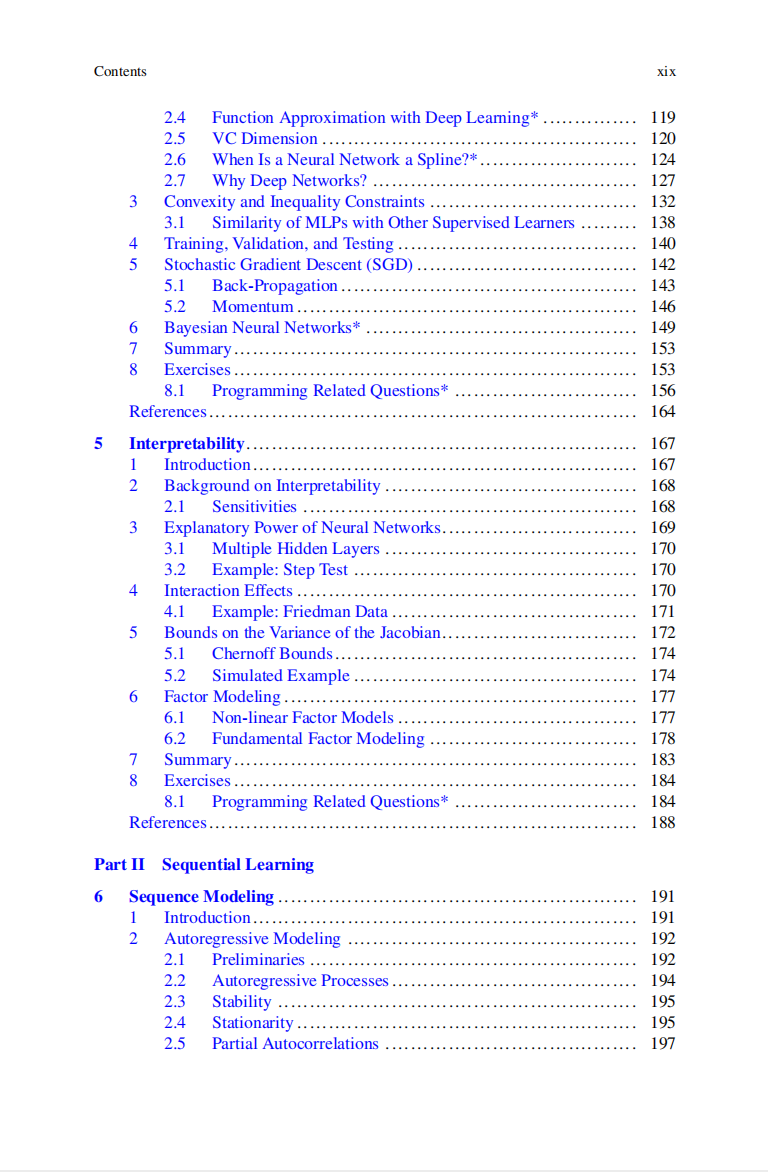 Contents xix
2.4 Function Approximation with Deep Learning* ............... 119
2.5 VC Dimension ................................................... 120
2.6 When Is a Neural Network a Spline?* ......................... 124
2.7 Why Deep Networks? .......................................... 127
3 Convexity and Inequality Constraints ................................. 132
3.1 Similarity of MLPs with Other Supervised Learners ......... 138
4 Training, Validation, and Testing ...................................... 140
5 Stochastic Gradient Descent (SGD) ................................... 142
5.1 Back-Propagation ................................................ 143
5.2 Momentum ...................................................... 146
6 Bayesian Neural Networks* ........................................... 149
7 Summary .............................................................. 153
8 Exercises .............................................................. 153
8.1 Programming Related Questions* ............................. 156
References .................................................................... 164
5 Interpretability ............................................................. 167
1 Introduction ........................................................... 167
2 Background on Interpretability ........................................ 168
2.1 Sensitivities ..................................................... 168
3 Explanatory Power of Neural Networks ............................... 169
3.1 Multiple Hidden Layers ........................................ 170
3.2 Example: Step Test ............................................. 170
4 Interaction Effects ..................................................... 170
4.1 Example: Friedman Data ....................................... 171
5 Bounds on the Variance of the Jacobian ............................... 172
5.1 Chernoff Bounds ................................................ 174
5.2 Simulated Example ............................................. 174
6 Factor Modeling ....................................................... 177
6.1 Non-linear Factor Models ...................................... 177
6.2 Fundamental Factor Modeling ................................. 178
7 Summary .............................................................. 183
8 Exercises .............................................................. 184
8.1 Programming Related Questions* ............................. 184
References .................................................................... 188
Part II Sequential Learning
6 Sequence Modeling ........................................................ 191
1 Introduction ........................................................... 191
2 Autoregressive Modeling .............................................. 192
2.1 Preliminaries .................................................... 192
2.2 Autoregressive Processes ....................................... 194
2.3 Stability ......................................................... 195
2.4 Stationarity ...................................................... 195
2.5 Partial Autocorrelations ........................................ 197